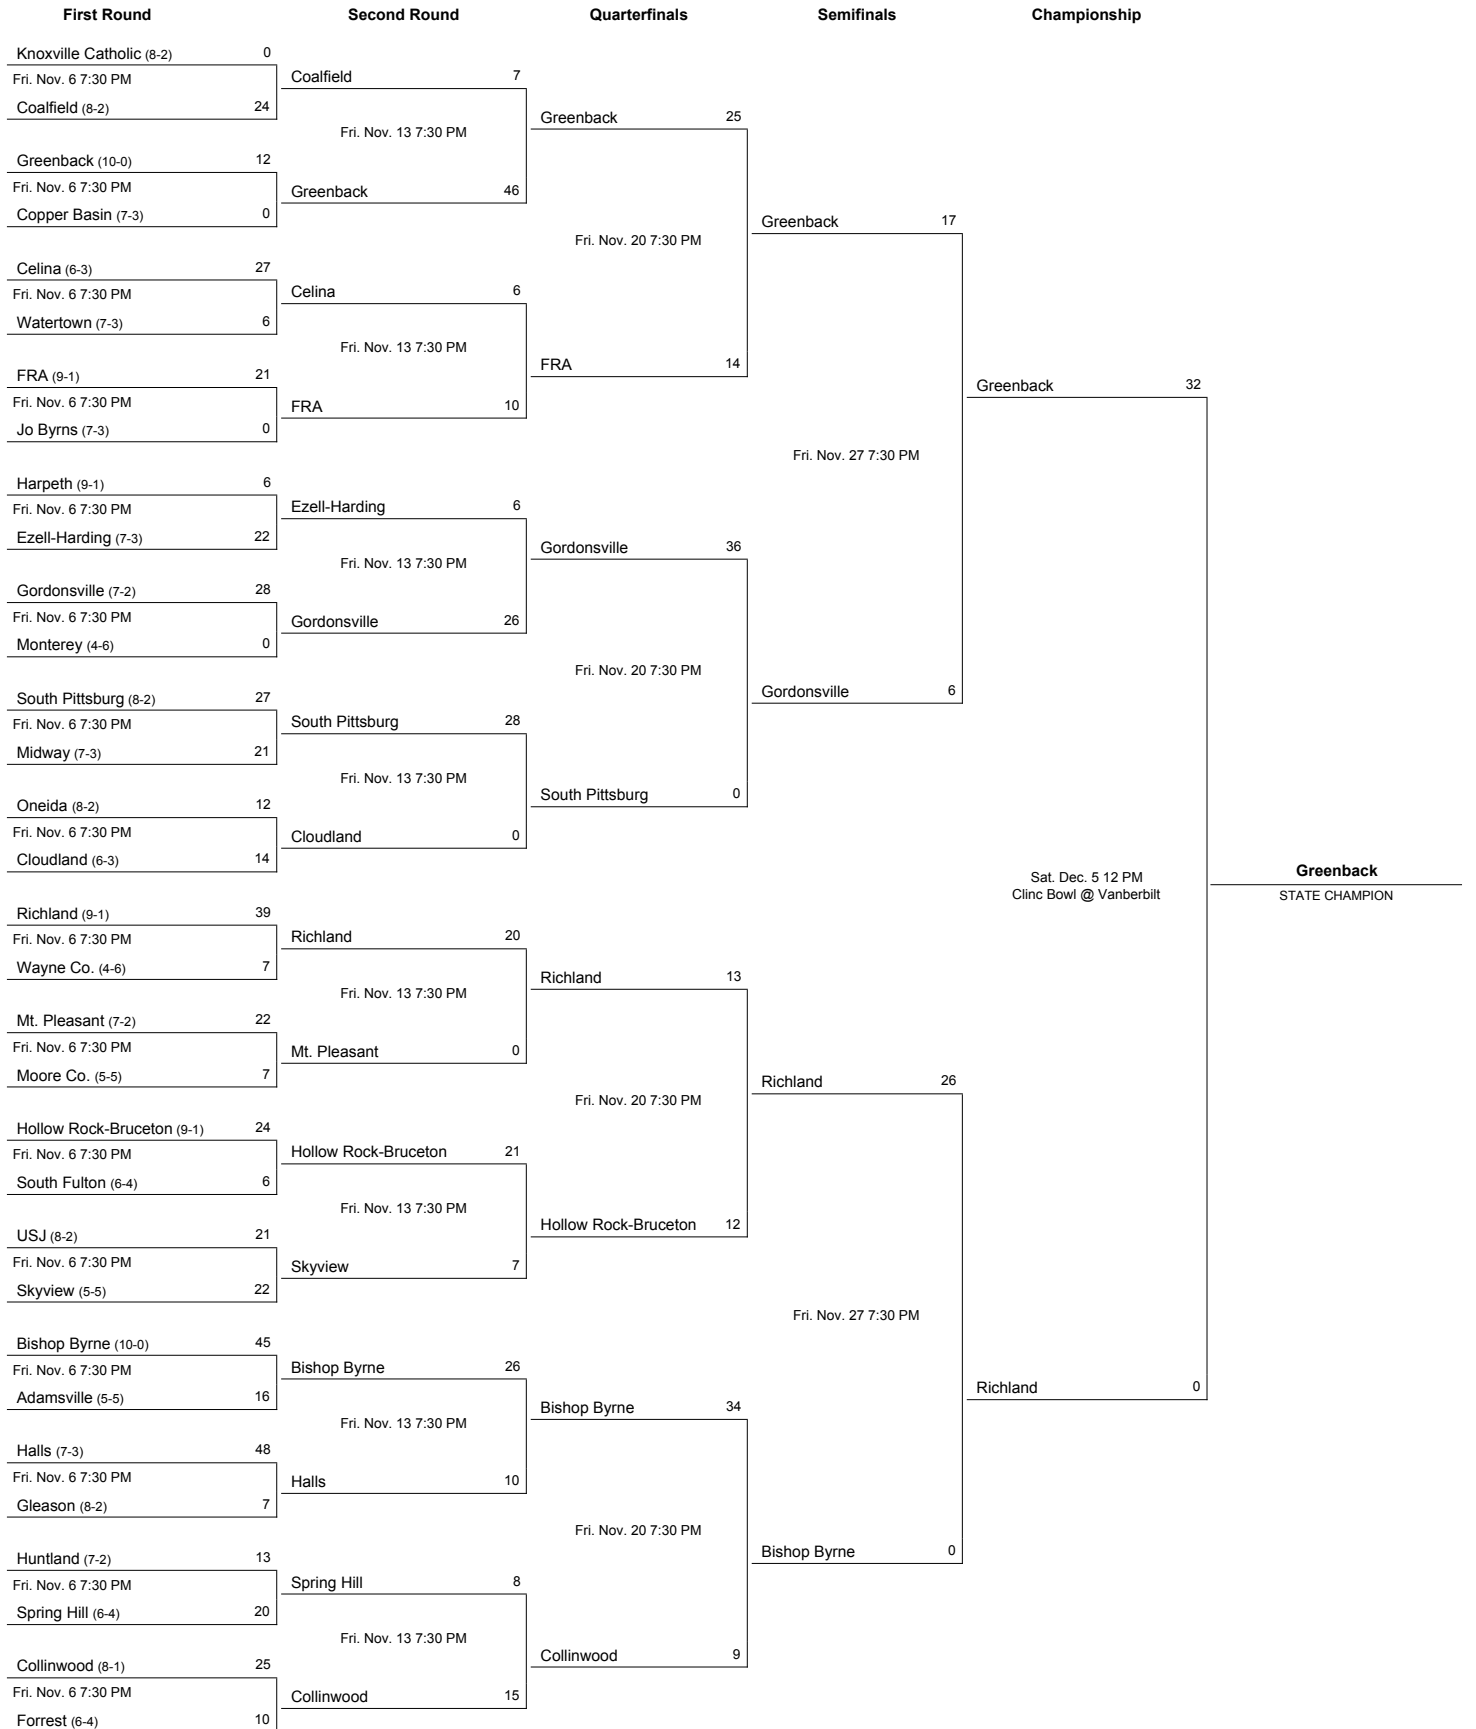 First Round
Second Round
Quarterfinals
Semifinals
Championship
Knoxville Catholic (8-2) 0
Fri. Nov. 6 7:30 PM
Coalfield (8-2) 24
Greenback (10-0) 12
Fri. Nov. 6 7:30 PM
Copper Basin (7-3) 0
Celina (6-3) 27
Fri. Nov. 6 7:30 PM
Watertown (7-3) 6
FRA (9-1) 21
Fri. Nov. 6 7:30 PM
Jo Byrns (7-3) 0
Harpeth (9-1) 6
Fri. Nov. 6 7:30 PM
Ezell-Harding (7-3) 22
Gordonsville (7-2) 28
Fri. Nov. 6 7:30 PM
Monterey (4-6) 0
South Pittsburg (8-2) 27
Fri. Nov. 6 7:30 PM
Midway (7-3) 21
Oneida (8-2) 12
Fri. Nov. 6 7:30 PM
Cloudland (6-3) 14
Richland (9-1) 39
Fri. Nov. 6 7:30 PM
Wayne Co. (4-6) 7
Mt. Pleasant (7-2) 22
Fri. Nov. 6 7:30 PM
Moore Co. (5-5) 7
Hollow Rock-Bruceton (9-1) 24
Fri. Nov. 6 7:30 PM
South Fulton (6-4) 6
USJ (8-2) 21
Fri. Nov. 6 7:30 PM
Skyview (5-5) 22
Bishop Byrne (10-0) 45
Fri. Nov. 6 7:30 PM
Adamsville (5-5) 16
Halls (7-3) 48
Fri. Nov. 6 7:30 PM
Gleason (8-2) 7
Huntland (7-2) 13
Fri. Nov. 6 7:30 PM
Spring Hill (6-4) 20
Collinwood (8-1) 25
Fri. Nov. 6 7:30 PM
Forrest (6-4) 10
Coalfield 7
Fri. Nov. 13 7:30 PM
Greenback 46
Celina 6
Fri. Nov. 13 7:30 PM
FRA 10
Ezell-Harding 6
Fri. Nov. 13 7:30 PM
Gordonsville 26
South Pittsburg 28
Fri. Nov. 13 7:30 PM
Cloudland 0
Richland 20
Fri. Nov. 13 7:30 PM
Mt. Pleasant 0
Hollow Rock-Bruceton 21
Fri. Nov. 13 7:30 PM
Skyview 7
Bishop Byrne 26
Fri. Nov. 13 7:30 PM
Halls 10
Spring Hill 8
Fri. Nov. 13 7:30 PM
Collinwood 15
Greenback 25
Fri. Nov. 20 7:30 PM
FRA 14
Gordonsville 36
Fri. Nov. 20 7:30 PM
South Pittsburg 0
Richland 13
Fri. Nov. 20 7:30 PM
Hollow Rock-Bruceton 12
Bishop Byrne 34
Fri. Nov. 20 7:30 PM
Collinwood 9
Greenback 17
Fri. Nov. 27 7:30 PM
Gordonsville 6
Richland 26
Fri. Nov. 27 7:30 PM
Bishop Byrne 0
Greenback 32
Sat. Dec. 5 12 PM
Clinc Bowl @ Vanberbilt
Richland 0
Greenback
STATE CHAMPION